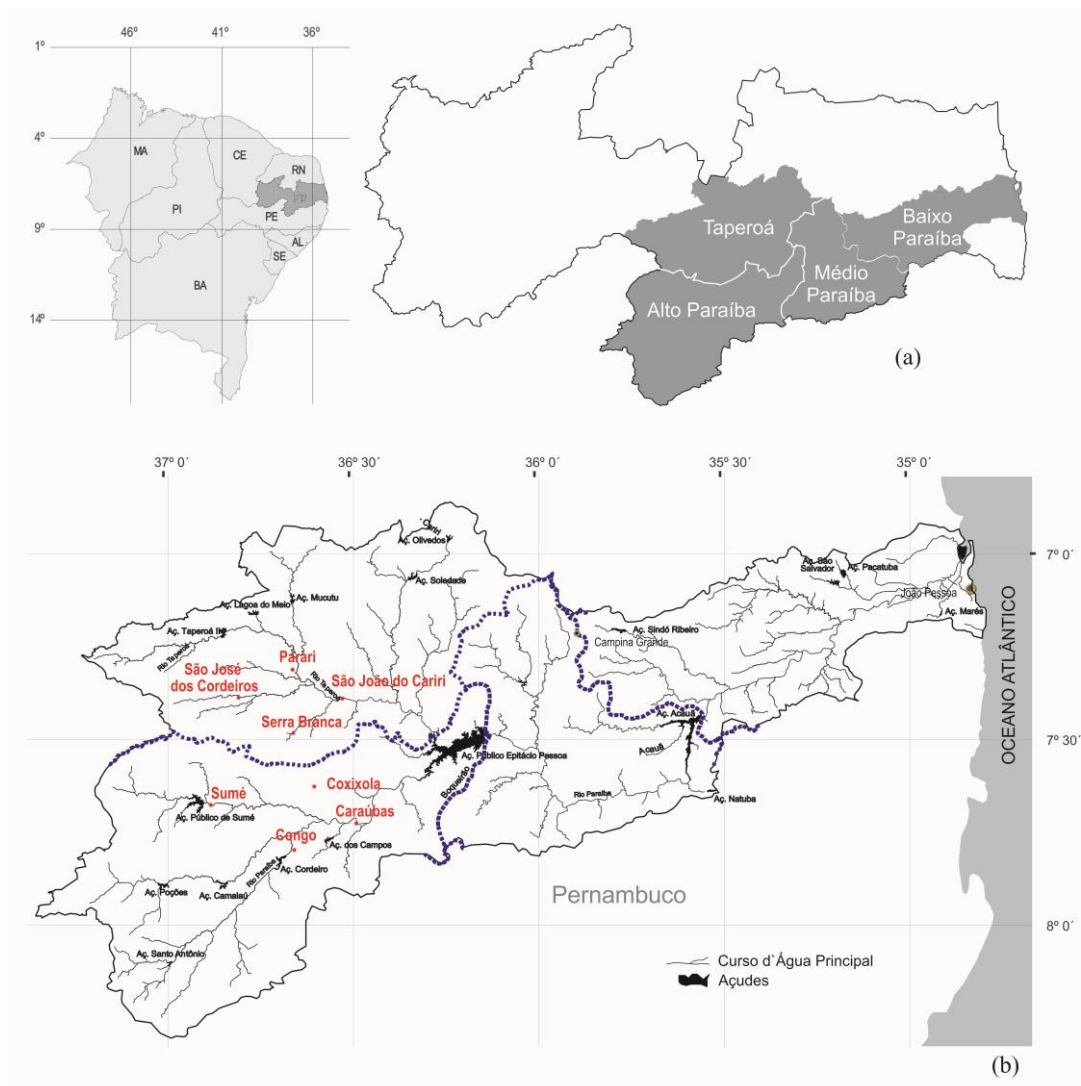 46º 41º 36º
1º
4º
9º
14º
MA
CE
RN
PB
PI
PE
AL
SE
BA
Taperoá
Baixo
Paraíba
Médio
Paraíba
Alto Paraíba
(a)
37º 0´ 36º 30´ 36º 0´ 35º 30´ 35º 0´
7º 0´
7º 30´
8º 0´
Cariri
Aç. Olivedos
Aç. Soledade
Aç. Mucutu
Aç. Lagoa do Meio
Aç. Taperoá II
Rio Taperoá
Parari
São José
dos Cordeiros
Rio Taperoá
São João do Cariri
Serra Branca
Aç. São
Salvador
Aç. Pacatuba
João Pessoa
Aç. Marés
Aç. Sindó Ribeiro
Campina Grande
OCEANO ATLÂNTICO
Aç. Acauã
Acauã
Aç. Público Epitácio Pessoa
Boqueirão
Rio Paraíba
Aç. Natuba
Coxixola
Sumé
Aç. Público de Sumé
Caraúbas
Congo
Aç. dos Campos
Aç. Cordeiro
Rio Paraíba
Aç. Poções
Aç. Camalaú
Aç. Santo Antônio
Pernambuco
Curso d`Água Principal
Açudes
(b)